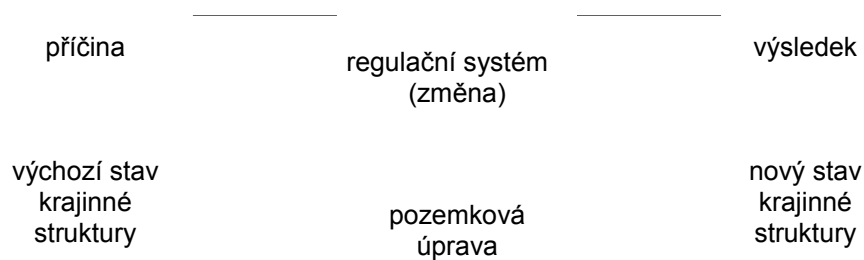 příčina
regulační systém
(změna)
výsledek
výchozí stav
krajinné
struktury
pozemková
úprava
nový stav
krajinné
struktury